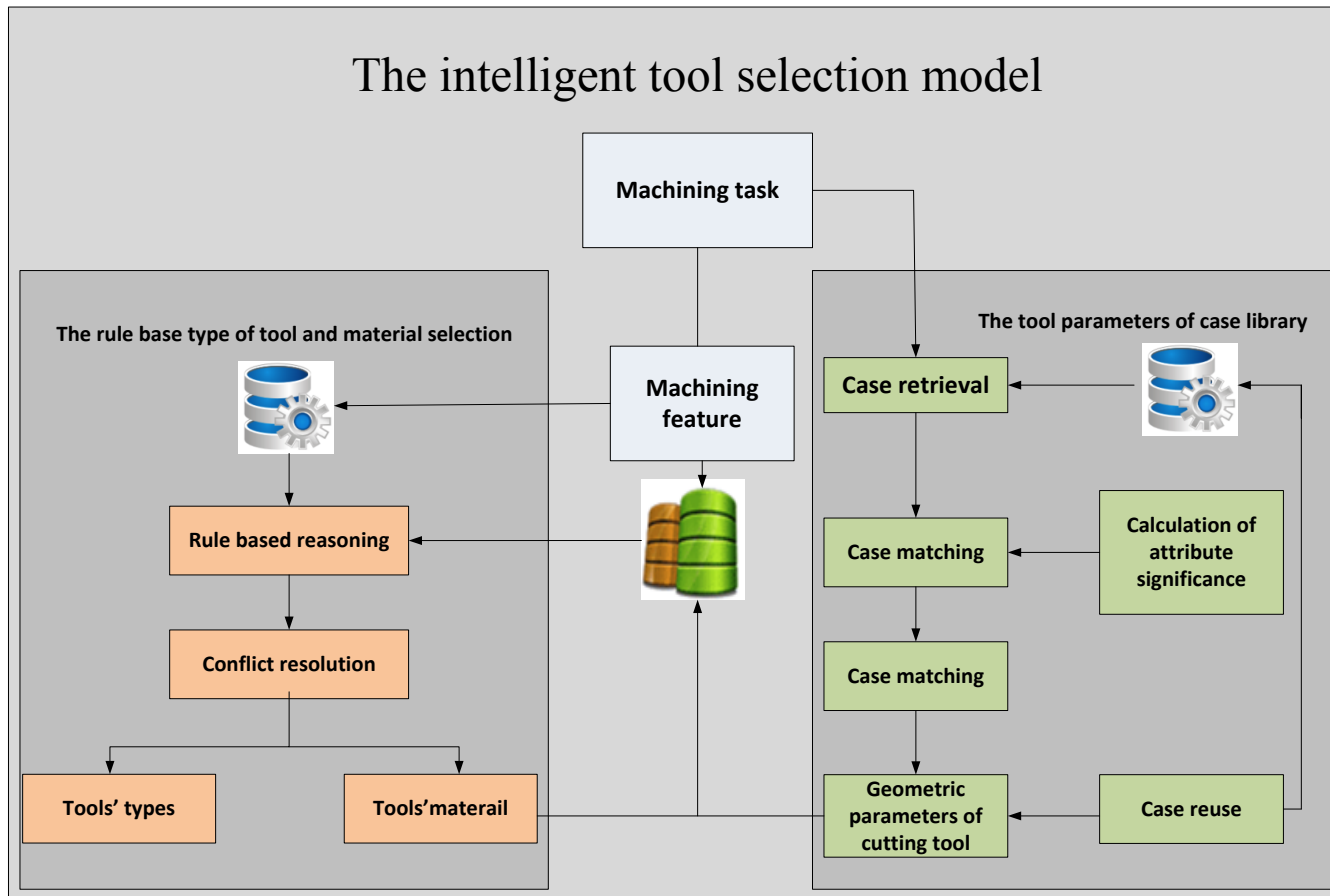 The intelligent tool selection model
Machining task
The rule base type of tool and material selection
Machining
feature
Rule based reasoning
Conflict resolution
Tools’ types
Tools’materail
The tool parameters of case library
Case retrieval
Case matching
Calculation of
attribute
significance
Case matching
Geometric
parameters of
cutting tool
Case reuse